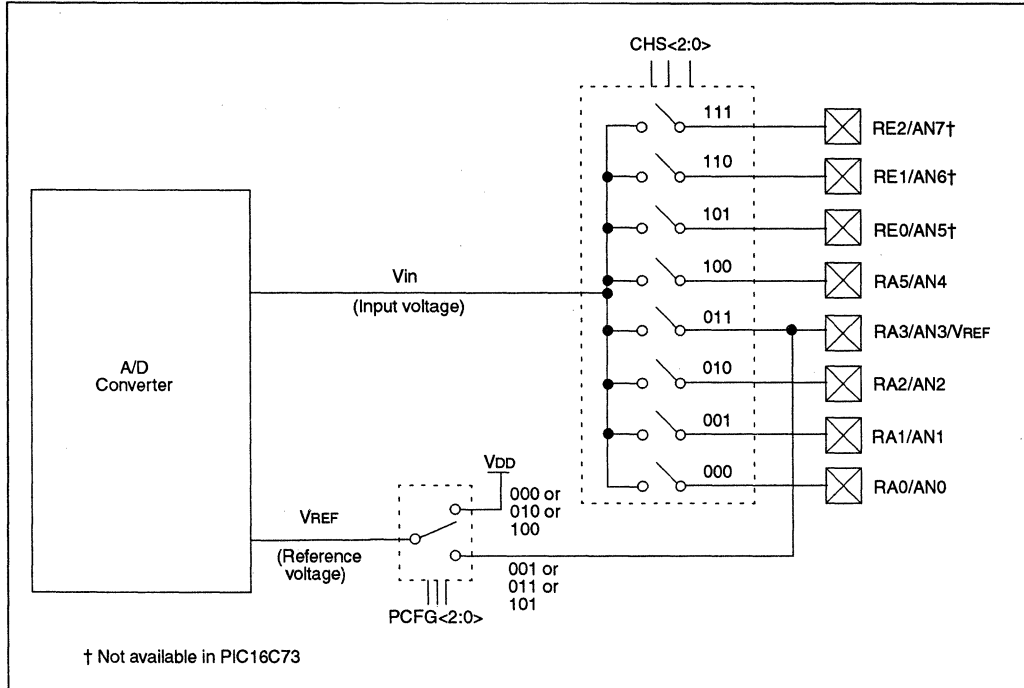 CHS<2:0>
111
RE2/AN7†
110
RE1/AN6†
101
RE0/AN5†
100
RA5/AN4
Vin
(Input voltage)
011
RA3/AN3/VREF
A/D
Converter
010
RA2/AN2
001
RA1/AN1
VDD
000
RA0/AN0
000 or
010 or
100
VREF
(Reference
voltage)
001 or
011 or
101
PCFG<2:0>
† Not available in PIC16C73